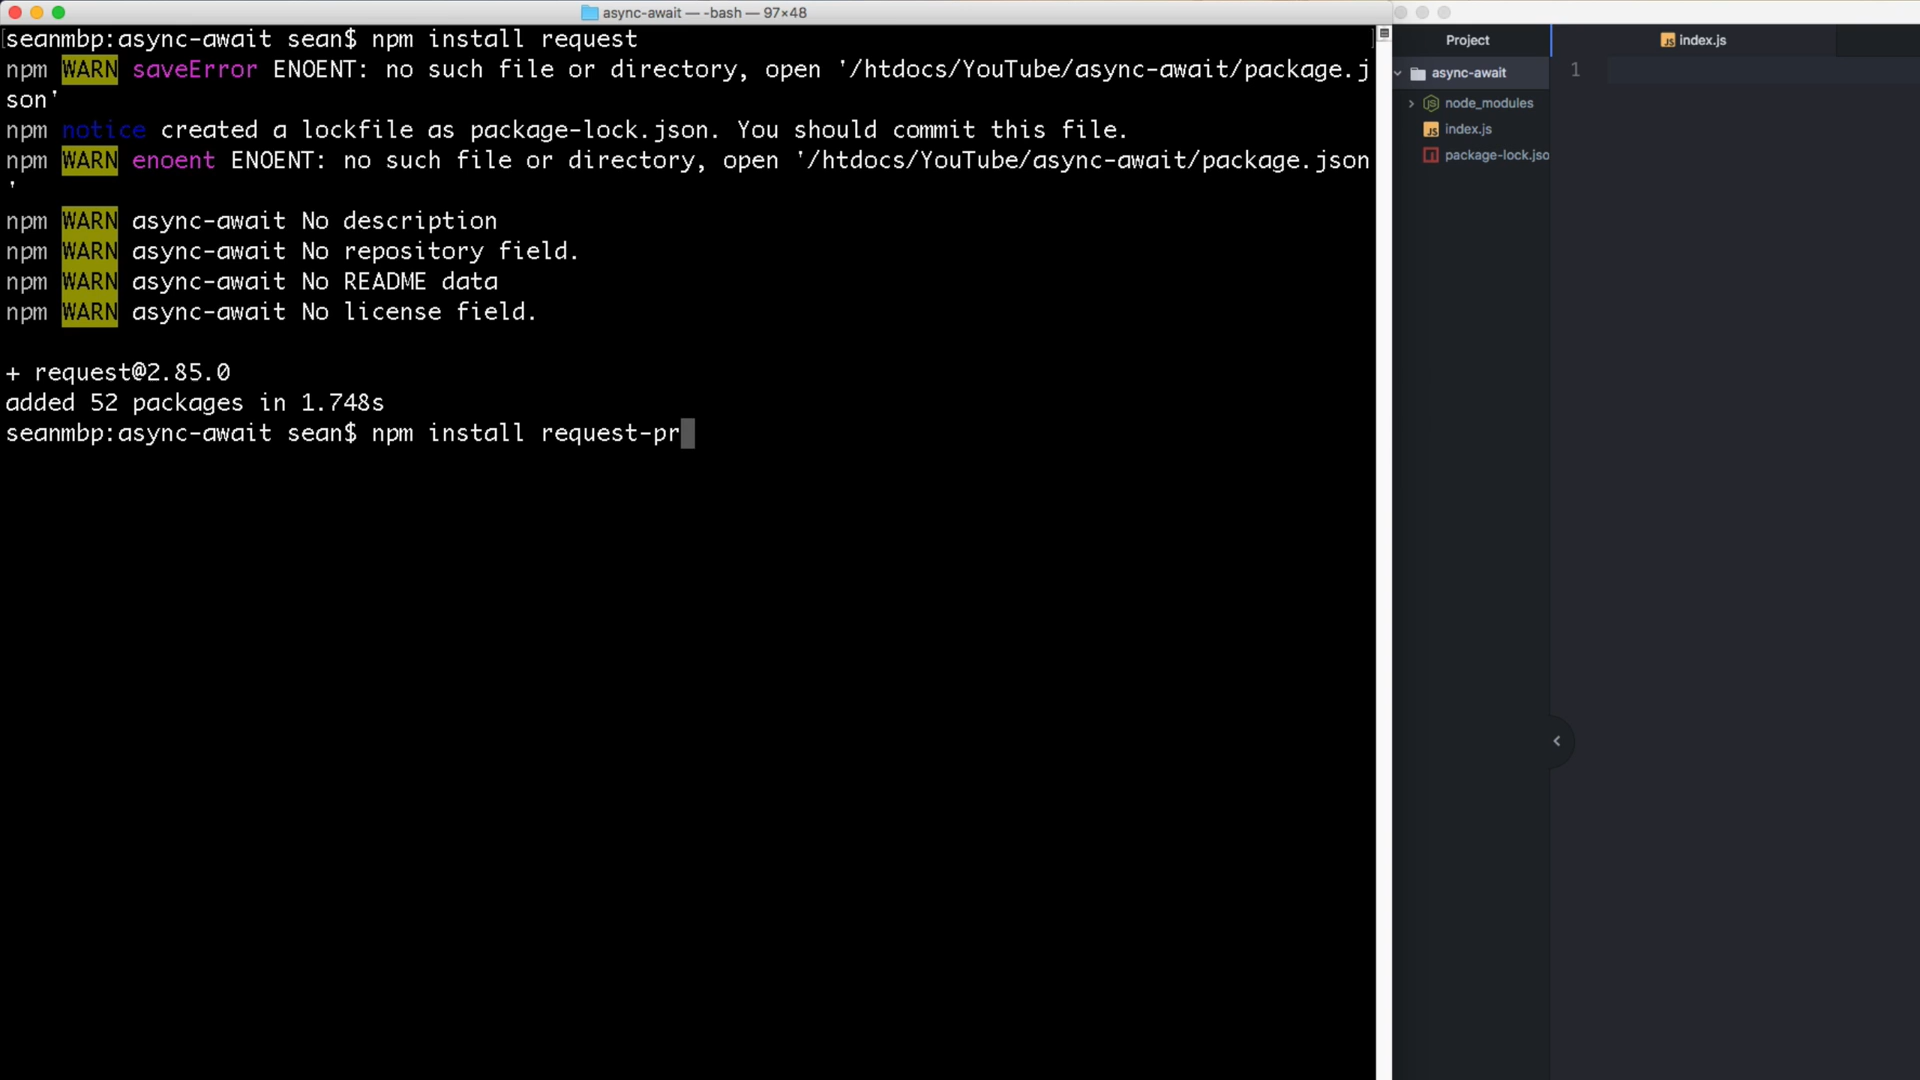 async-await — -bash — 97×48
seanmbp:async-await sean$ npm install request
npm WARN saveError ENOENT: no such file or directory, open '/htdocs/YouTube/async-await/package.j
son'
npm notice created a lockfile as package-lock.json. You should commit this file.
npm WARN enoent ENOENT: no such file or directory, open '/htdocs/YouTube/async-await/package.json
'
npm WARN async-await No description
npm WARN async-await No repository field.
npm WARN async-await No README data
npm WARN async-await No license field.
+ request@2.85.0
added 52 packages in 1.748s
seanmbp:async-await sean$ npm install request-pr
Project
async-await
node_modules
index.js
package-lock.jso
index.js
1